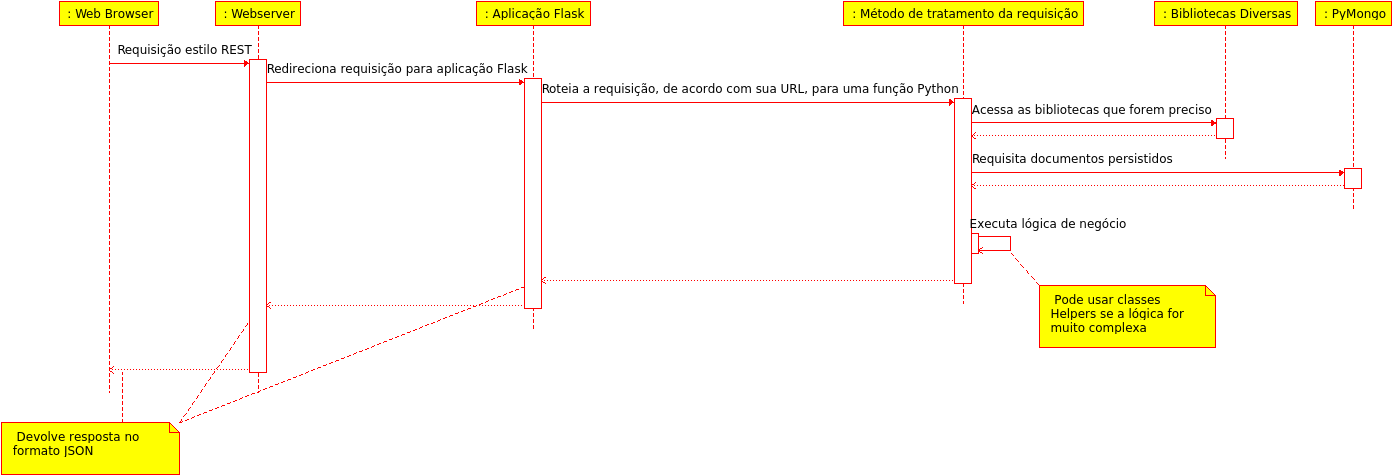 : Web Browser
: Webserver
: Aplicação Flask
: Método de tratamento da requisição
: Bibliotecas Diversas
: PyMongo
Requisição estilo REST
Redireciona requisição para aplicação Flask
Roteia a requisição, de acordo com sua URL, para uma função Python
Acessa as bibliotecas que forem preciso
Requisita documentos persistidos
Executa lógica de negócio
Pode usar classes
Helpers se a lógica for
muito complexa
Devolve resposta no
formato JSON